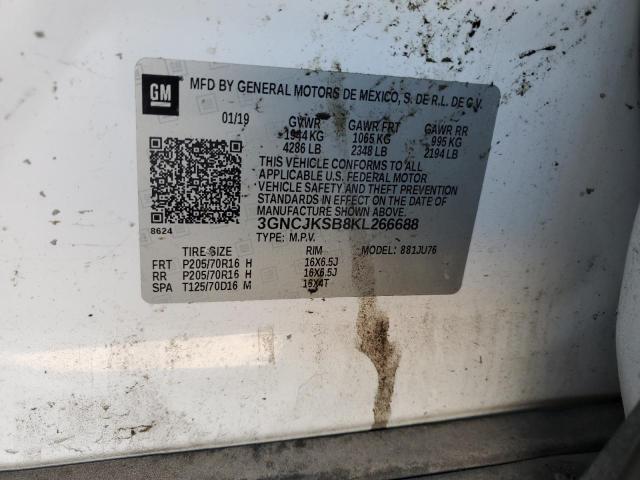 GM
MFD BY GENERAL MOTORS DE MEXICO, S. DE R.L. DE C.V.
01/19 GVWR GAWR FRT GAWR RR
1944 KG 1065 KG 995 KG
4286 LB 2348 LB 2194 LB
THIS VEHICLE CONFORMS TO ALL
APPLICABLE U.S. FEDERAL MOTOR
VEHICLE SAFETY AND THEFT PREVENTION
STANDARDS IN EFFECT ON THE DATE OF
MANUFACTURE SHOWN ABOVE.
3GNCJKSB8KL266688
8624
TYPE: M.P.V. MODEL: 881JU76
TIRE SIZE RIM
FRT P205/70R16 H 16X6.5J
RR P205/70R16 H 16X6.5J
SPA T125/70D16 M 16X4T